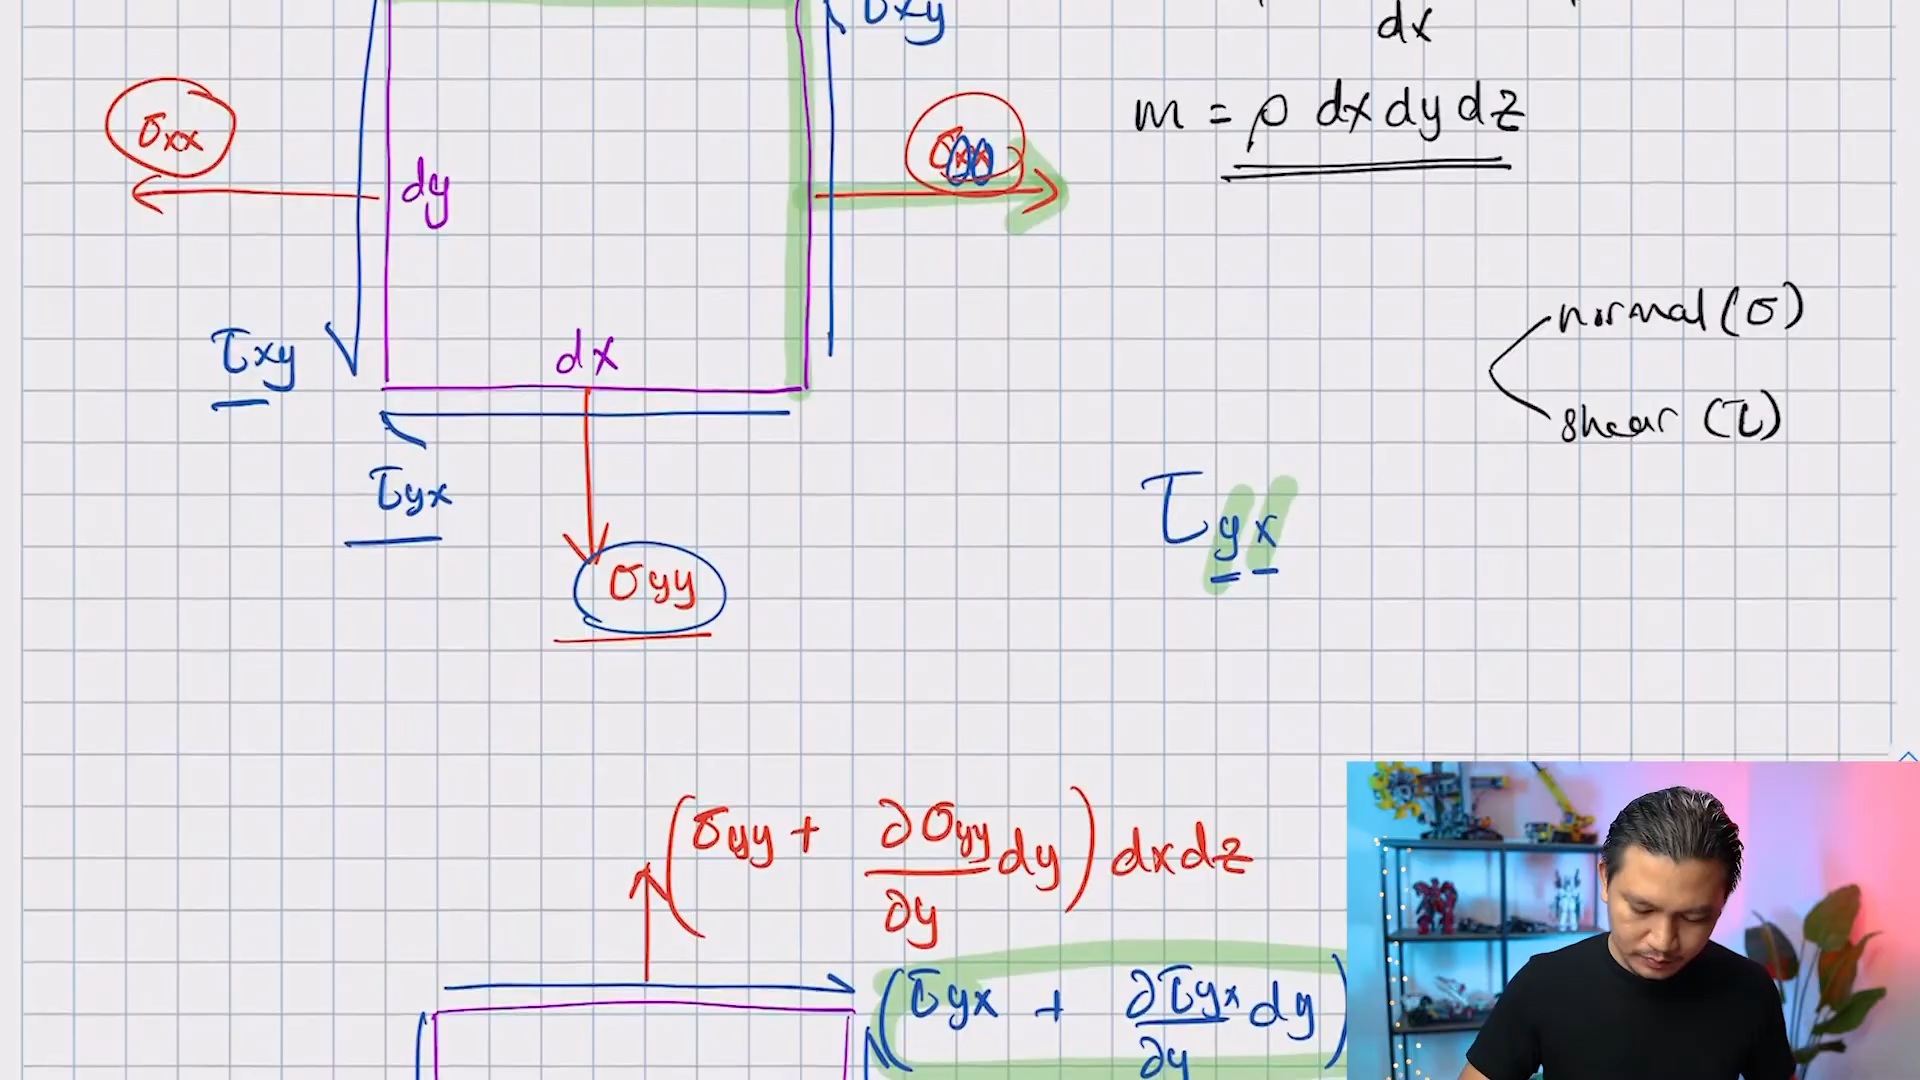 τxy
dx
σxx
m = ρ dx dy dz
dy
normal (σ)
τxy
dx
shear (τ)
τyx
τyx
σyy
(σyy + ∂σyy/∂y dy) dxdz
(τyx + ∂τyx/∂y dy)